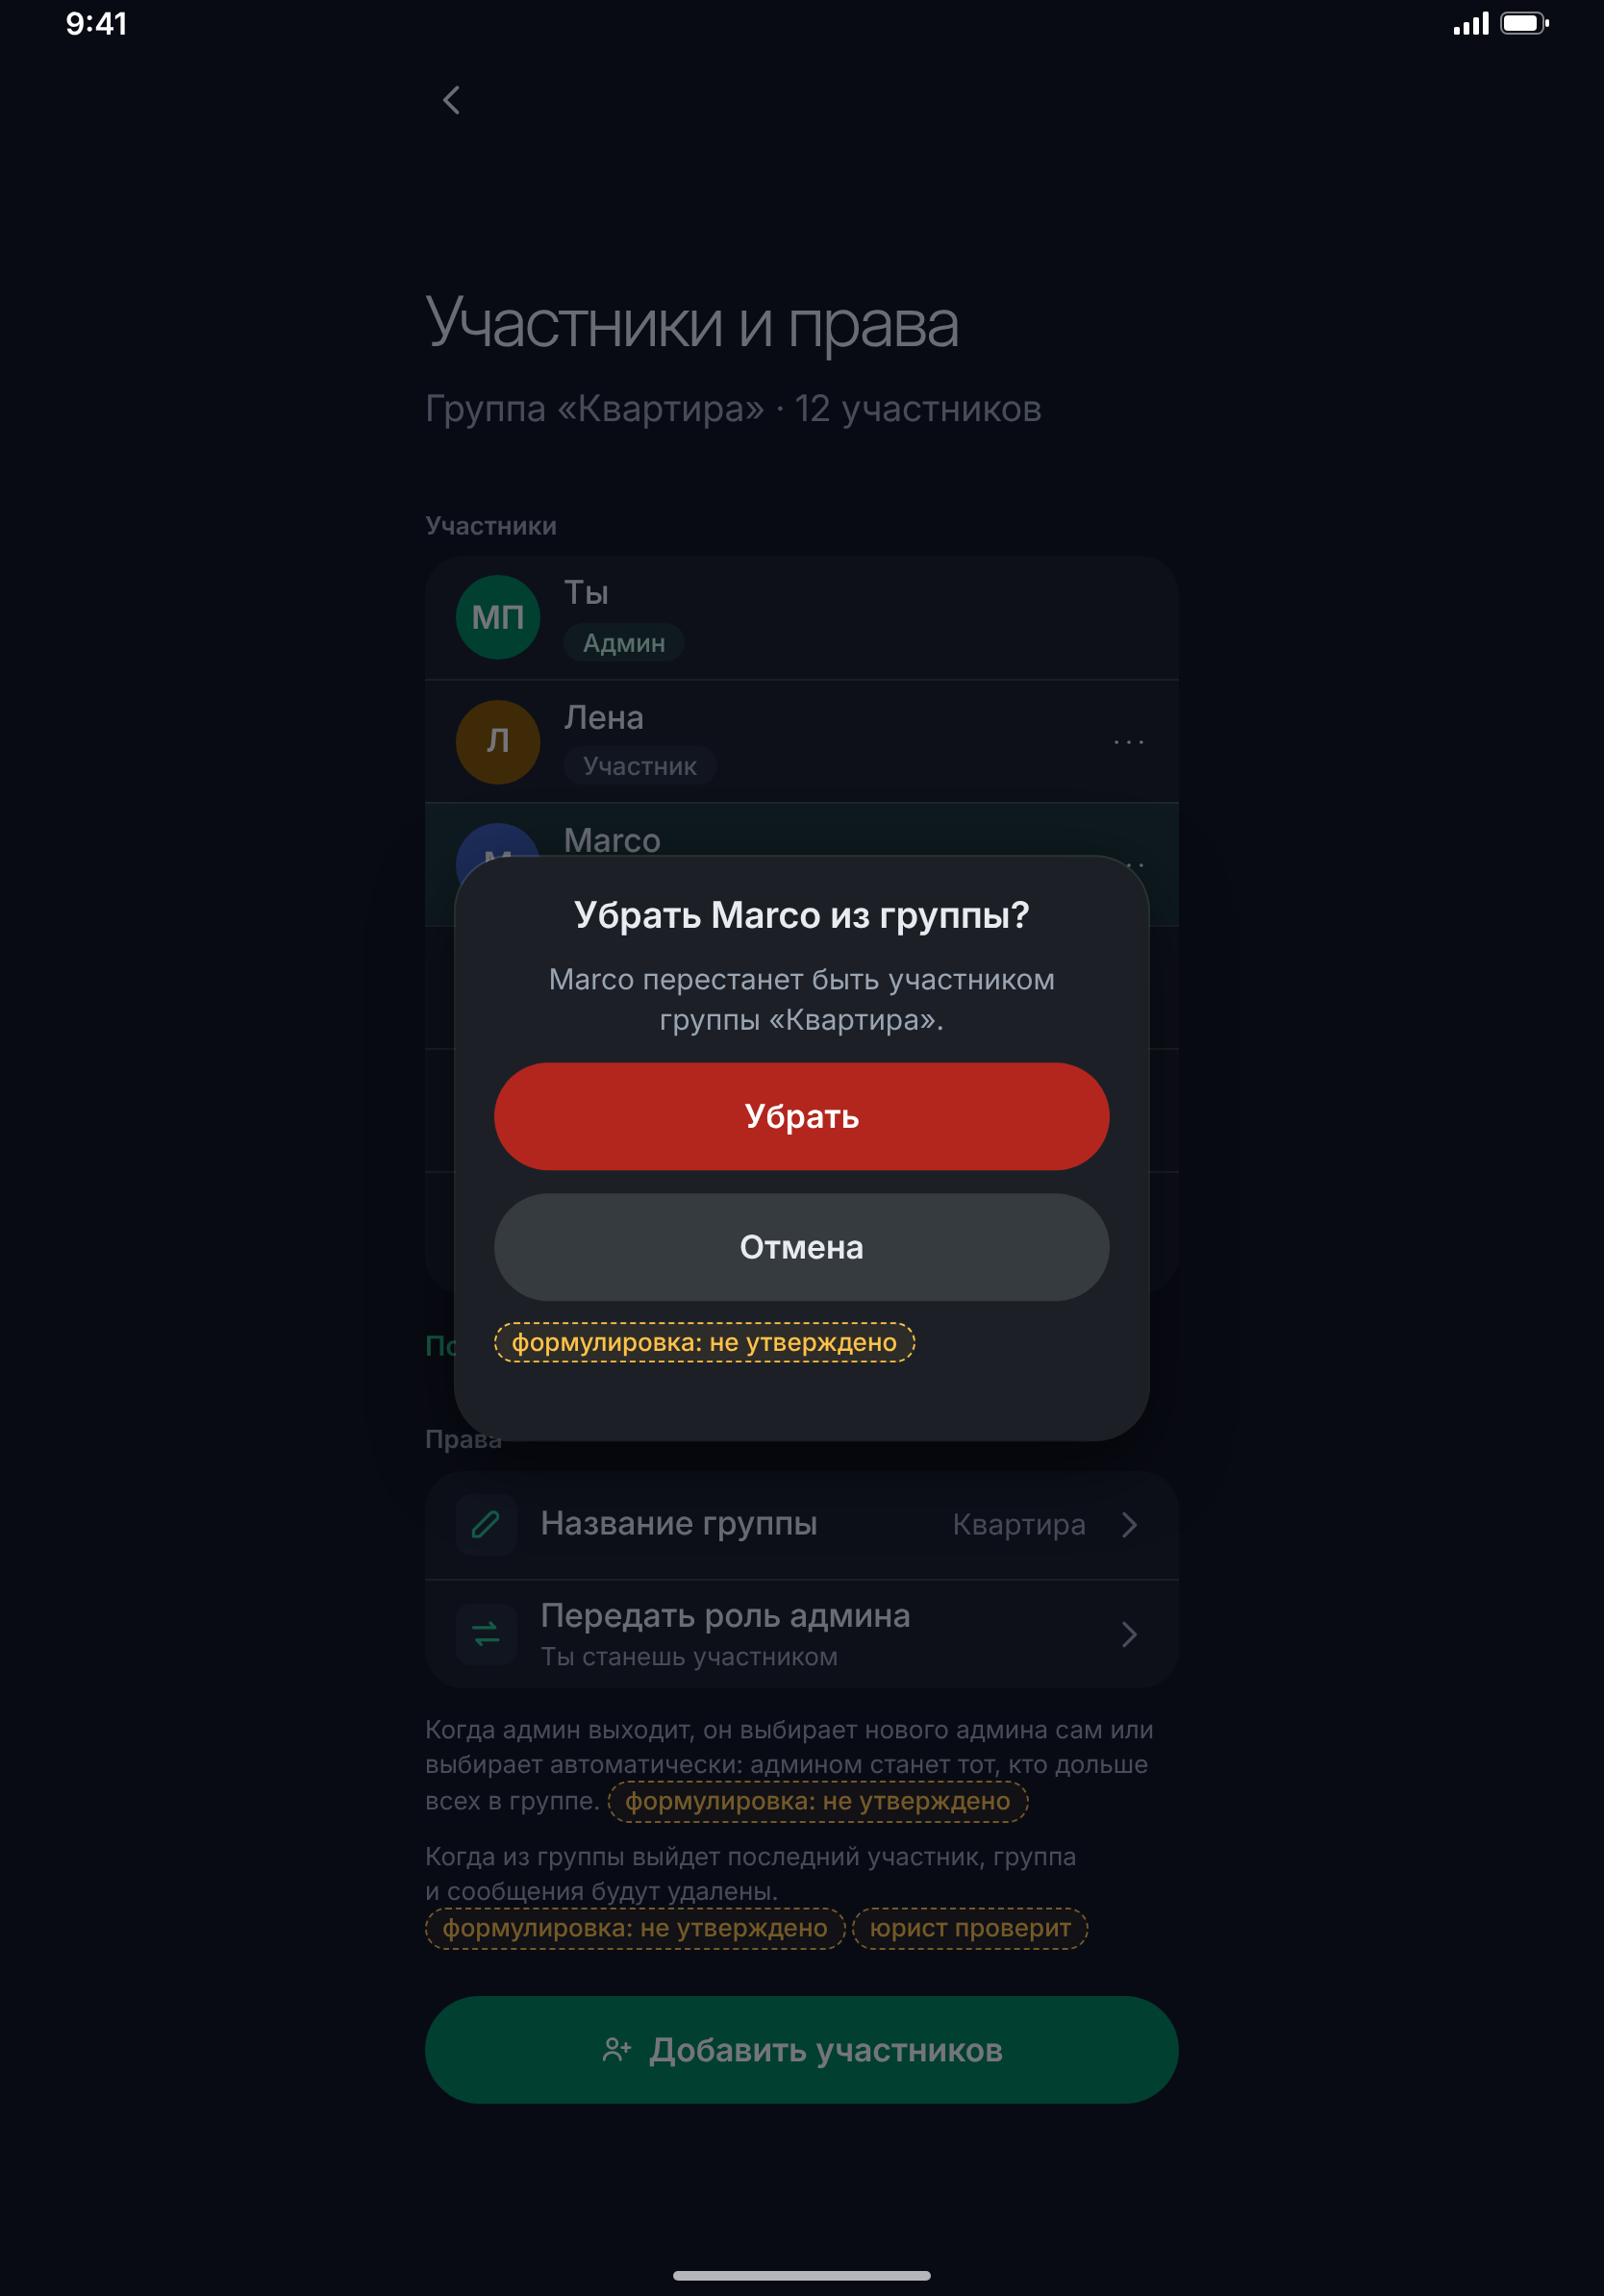 9:41
Участники и права
Группа «Квартира» · 12 участников
Участники
МП
Ты
Админ
Л
Лена
Участник
Marco
Убрать Marco из группы?
Marco перестанет быть участником
группы «Квартира».
Убрать
Отмена
формулировка: не утверждено
Права
Название группы
Квартира
Передать роль админа
Ты станешь участником
Когда админ выходит, он выбирает нового админа сам или
выбирает автоматически: админом станет тот, кто дольше
всех в группе. формулировка: не утверждено
Когда из группы выйдет последний участник, группа
и сообщения будут удалены.
формулировка: не утверждено юрист проверит
Добавить участников